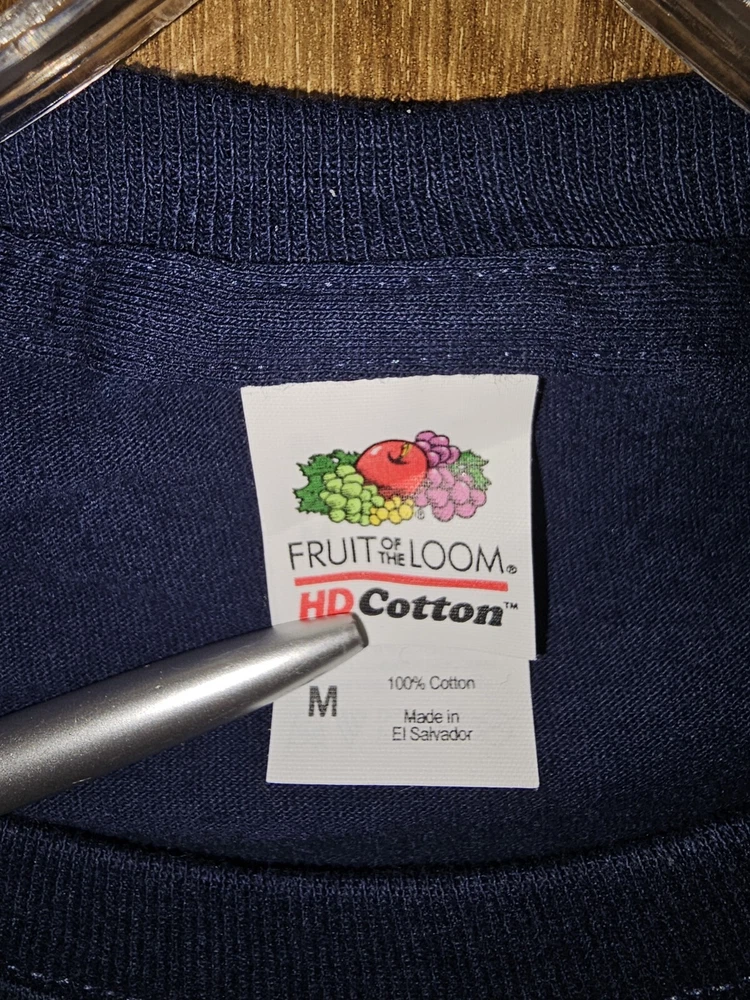 FRUIT OF THE LOOM®
HD Cotton™
M
100% Cotton
Made in
El Salvador